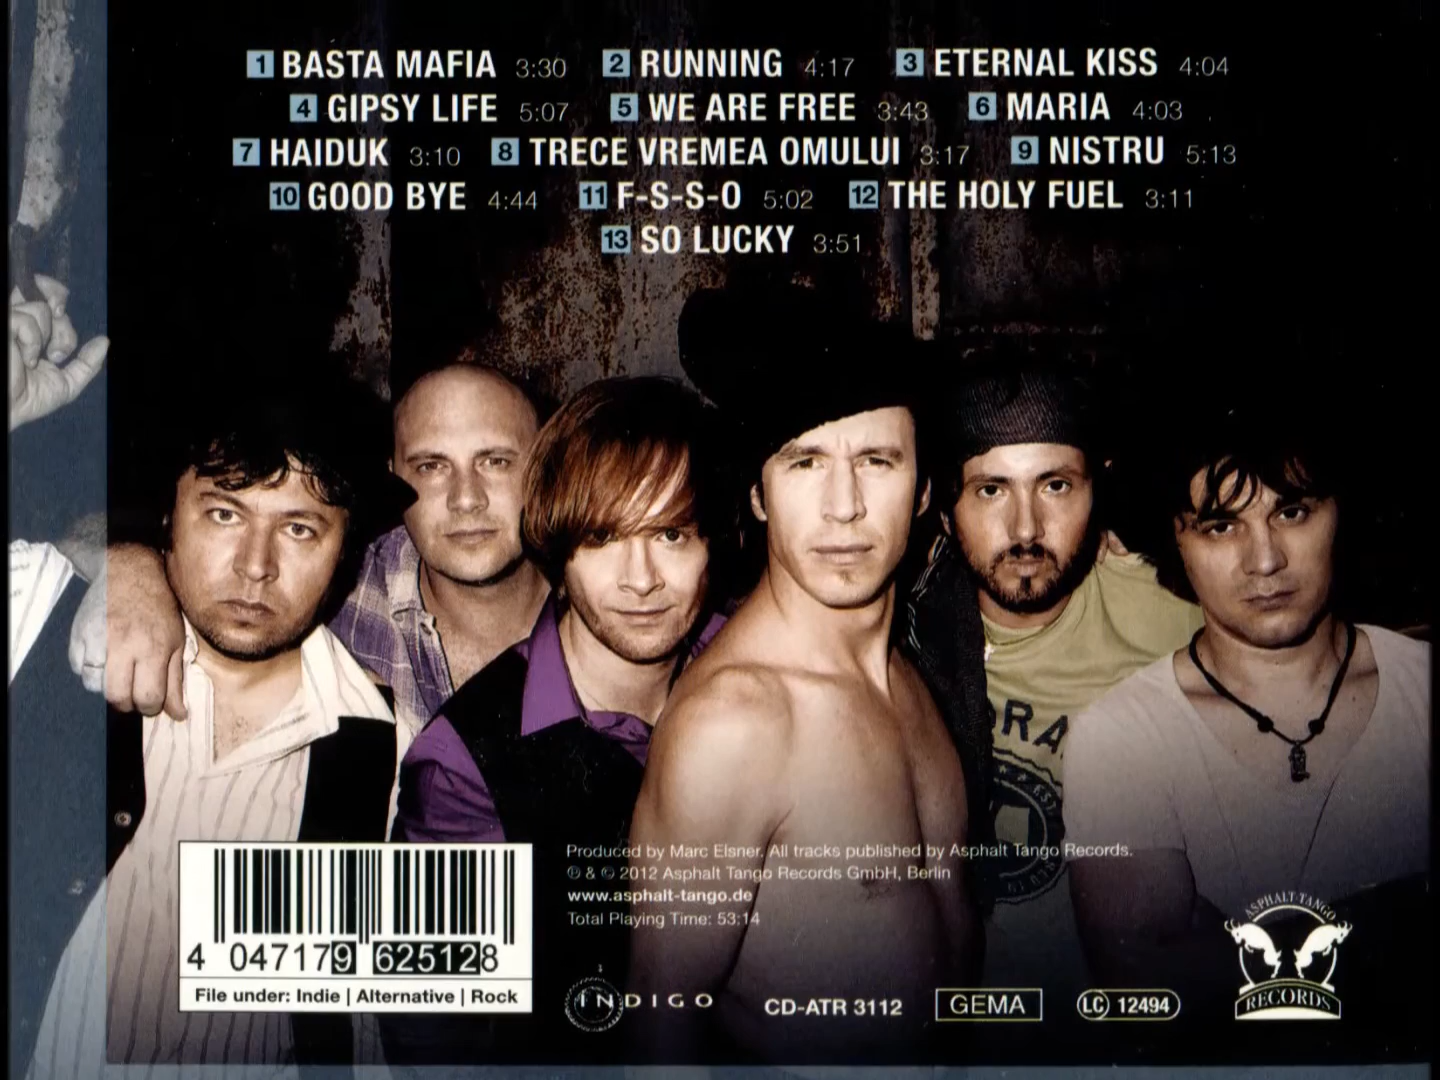 1 BASTA MAFIA 3:30 2 RUNNING 4:17 3 ETERNAL KISS 4:04
4 GIPSY LIFE 5:07 5 WE ARE FREE 3:43 6 MARIA 4:03
7 HAIDUK 3:10 8 TRECE VREMEA OMULUI 3:17 9 NISTRU 5:13
10 GOOD BYE 4:44 11 F-S-S-O 5:02 12 THE HOLY FUEL 3:11
13 SO LUCKY 3:51
ORA
EST
Produced by Marc Elsner. All tracks published by Asphalt Tango Records.
℗ & © 2012 Asphalt Tango Records GmbH, Berlin
www.asphalt-tango.de
Total Playing Time: 53:14
4 047179 625128
File under: Indie | Alternative | Rock
INDIGO
CD-ATR 3112
GEMA
LC 12494
ASPHALT-TANGO
RECORDS